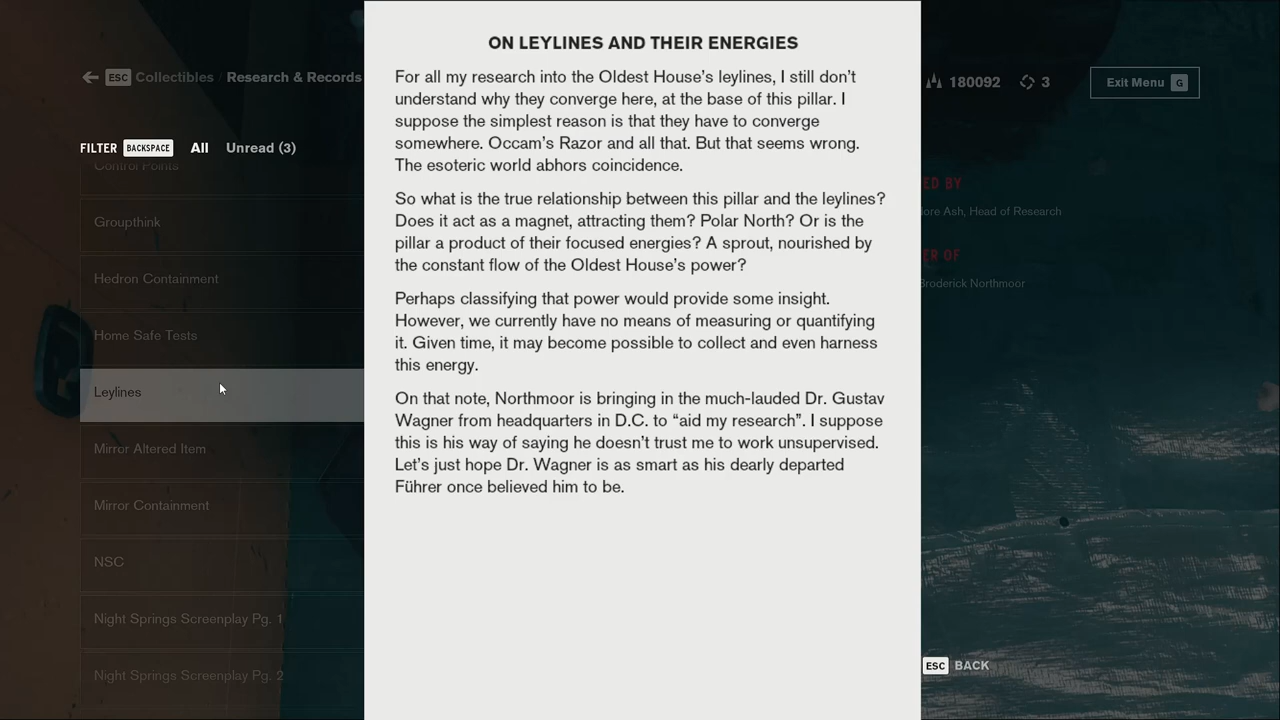 ON LEYLINES AND THEIR ENERGIES
For all my research into the Oldest House's leylines, I still don't
understand why they converge here, at the base of this pillar. I
suppose the simplest reason is that they have to converge
somewhere. Occam's Razor and all that. But that seems wrong.
The esoteric world abhors coincidence.
So what is the true relationship between this pillar and the leylines?
Does it act as a magnet, attracting them? Polar North? Or is the
pillar a product of their focused energies? A sprout, nourished by
the constant flow of the Oldest House's power?
Perhaps classifying that power would provide some insight.
However, we currently have no means of measuring or quantifying
it. Given time, it may become possible to collect and even harness
this energy.
On that note, Northmoor is bringing in the much-lauded Dr. Gustav
Wagner from headquarters in D.C. to “aid my research”. I suppose
this is his way of saying he doesn't trust me to work unsupervised.
Let's just hope Dr. Wagner is as smart as his dearly departed
Führer once believed him to be.
ESC Collectibles / Research & Records
FILTER BACKSPACE All Unread (3)
Control Points
Groupthink
Hedron Containment
Home Safe Tests
Leylines
Mirror Altered Item
Mirror Containment
NSC
Night Springs Screenplay Pg. 1
Night Springs Screenplay Pg. 2
180092 3 Exit Menu G
ED BY
ore Ash, Head of Research
ER OF
Broderick Northmoor
ESC BACK